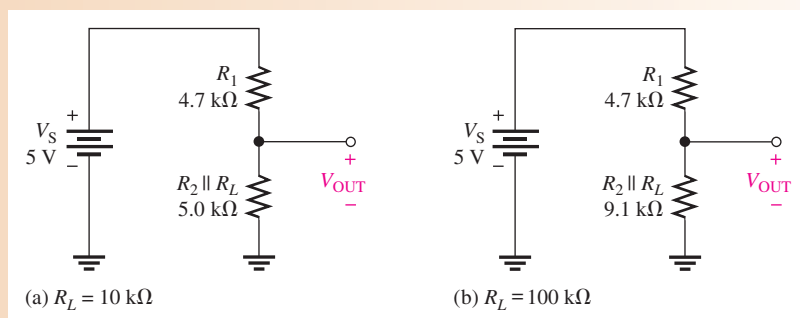 R1
4.7 kΩ
+
VS
5 V
−
R2 || RL
5.0 kΩ
+
VOUT
−
(a) RL = 10 kΩ
R1
4.7 kΩ
+
VS
5 V
−
R2 || RL
9.1 kΩ
+
VOUT
−
(b) RL = 100 kΩ